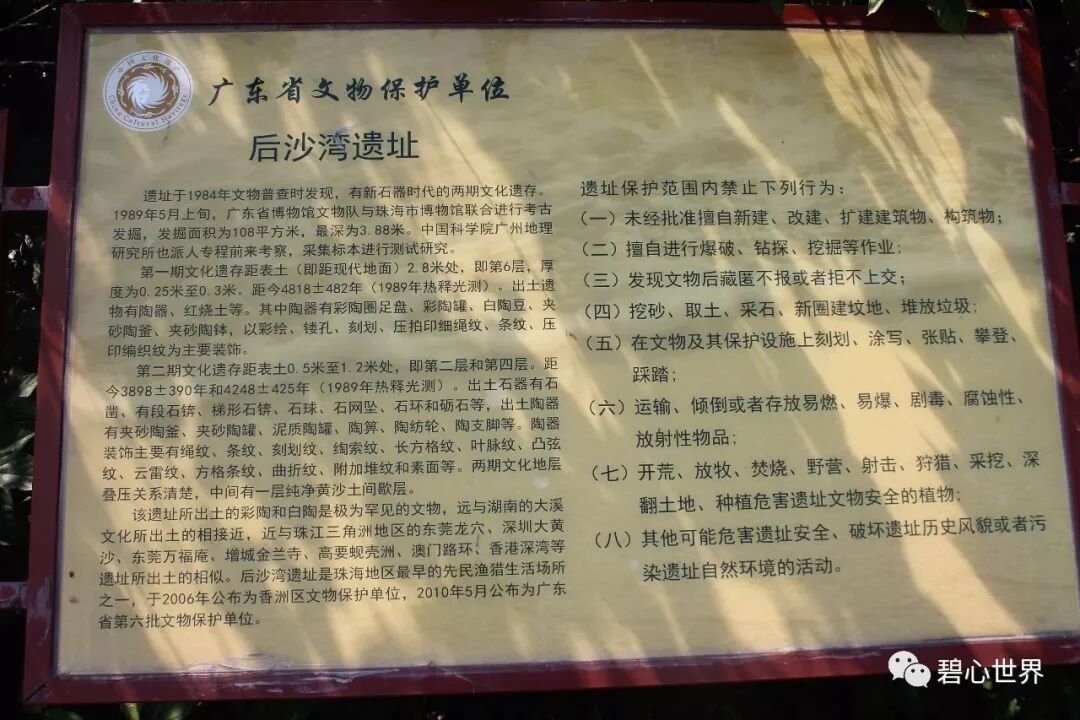 中国文化遗产
China Cultural Heritage
广东省文物保护单位
后沙湾遗址
遗址于1984年文物普查时发现，有新石器时代的两期文化遗存。
1989年5月上旬，广东省博物馆文物队与珠海市博物馆联合进行考古
发掘，发掘面积为108平方米，最深为3.88米。中国科学院广州地理
研究所也派人专程前来考察，采集标本进行测试研究。
第一期文化遗存距表土（即距现代地面）2.8米处，即第6层，厚
度为0.25米至0.3米。距今4818±482年（1989年热释光测）。出土遗
物有陶器、红烧土等。其中陶器有彩陶圈足盘、彩陶罐、白陶豆、夹
砂陶釜、夹砂陶钵，以彩绘、镂孔、刻划、压拍印细绳纹、条纹、压
印编织纹为主要装饰。
第二期文化遗存距表土0.5米至1.2米处，即第二层和第四层。距
今3898±390年和4248±425年（1989年热释光测）。出土石器有石
凿、有段石锛、梯形石锛、石球、石网坠、石环和砺石等，出土陶器
有夹砂陶釜、夹砂陶罐、泥质陶罐、陶箅、陶纺轮、陶支脚等。陶器
装饰主要有绳纹、条纹、刻划纹、绹索纹、长方格纹、叶脉纹、凸弦
纹、云雷纹、方格条纹、曲折纹、附加堆纹和素面等。两期文化地层
叠压关系清楚，中间有一层纯净黄沙土间歇层。
该遗址所出土的彩陶和白陶是极为罕见的文物，远与湖南的大溪
文化所出土的相接近，近与珠江三角洲地区的东莞龙穴、深圳大黄
沙、东莞万福庵、增城金兰寺、高要蚬壳洲、澳门路环、香港深湾等
遗址所出土的相似。后沙湾遗址是珠海地区最早的先民渔猎生活场所
之一，于2006年公布为香洲区文物保护单位，2010年5月公布为广东
省第六批文物保护单位。
遗址保护范围内禁止下列行为：
（一）未经批准擅自新建、改建、扩建建筑物、构筑物；
（二）擅自进行爆破、钻探、挖掘等作业；
（三）发现文物后藏匿不报或者拒不上交；
（四）挖砂、取土、采石、新圈建坟地、堆放垃圾；
（五）在文物及其保护设施上刻划、涂写、张贴、攀登、
踩踏；
（六）运输、倾倒或者存放易燃、易爆、剧毒、腐蚀性、
放射性物品；
（七）开荒、放牧、焚烧、野营、射击、狩猎、采挖、深
翻土地、种植危害遗址文物安全的植物；
（八）其他可能危害遗址安全、破坏遗址历史风貌或者污
染遗址自然环境的活动。
碧心世界